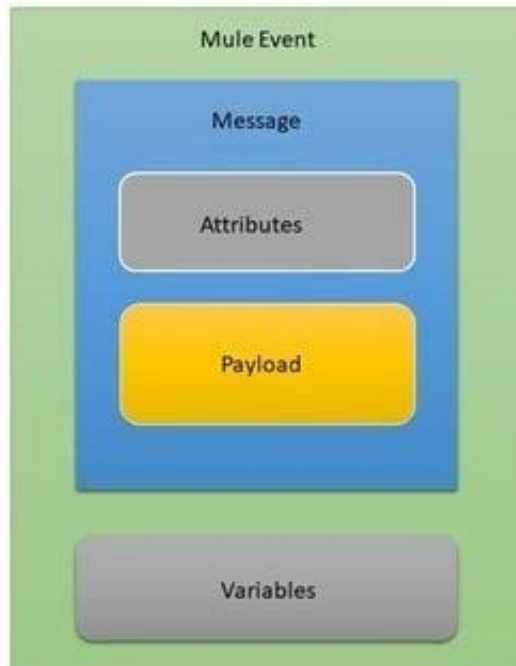 Mule Event
Message
Attributes
Payload
Variables